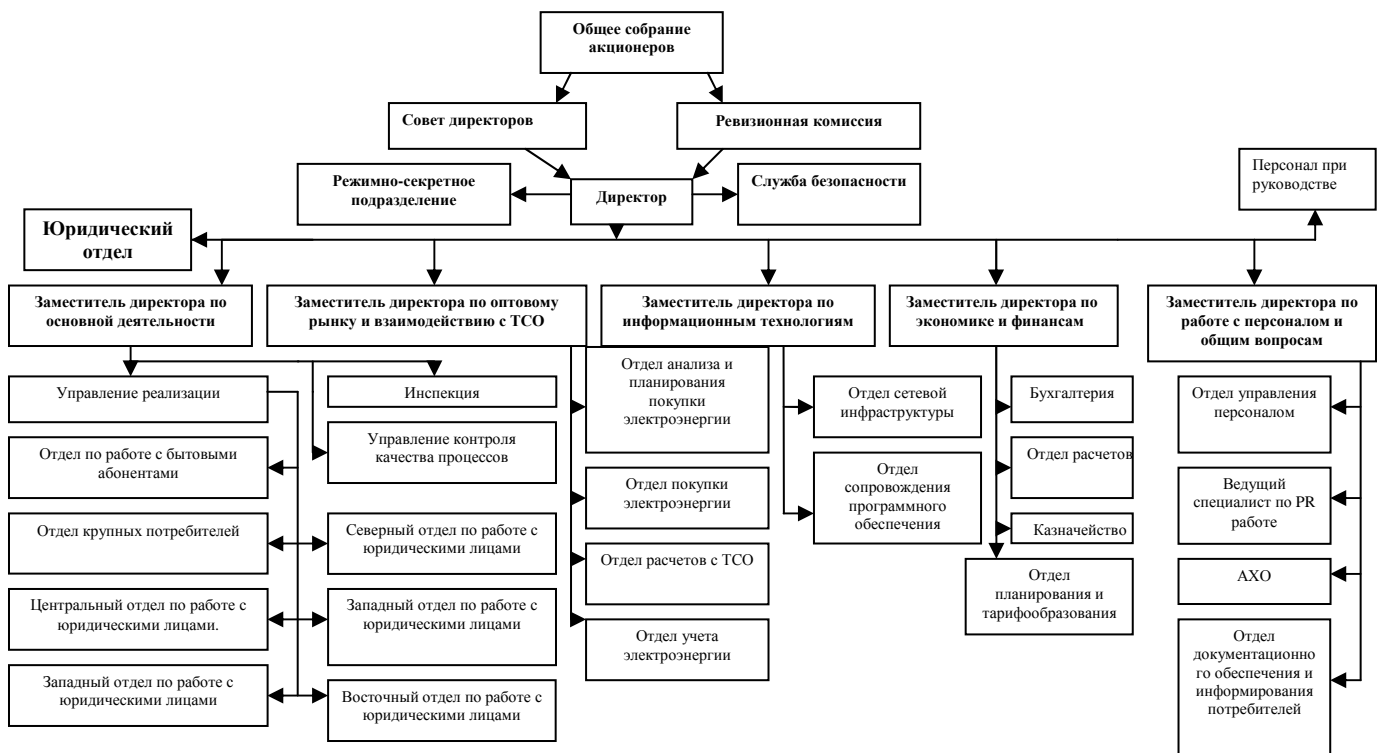 Общее собрание
акционеров
Совет директоров
Ревизионная комиссия
Режимно-секретное
подразделение
Директор
Служба безопасности
Персонал при
руководстве
Юридический
отдел
Заместитель директора по
основной деятельности
Заместитель директора по оптовому
рынку и взаимодействию с ТСО
Заместитель директора по
информационным технологиям
Заместитель директора по
экономике и финансам
Заместитель директора по
работе с персоналом и
общим вопросам
Управление реализации
Инспекция
Отдел по работе с бытовыми
абонентами
Управление контроля
качества процессов
Отдел крупных потребителей
Северный отдел по работе с
юридическими лицами
Центральный отдел по работе с
юридическими лицами.
Западный отдел по работе с
юридическими лицами
Западный отдел по работе с
юридическими лицами
Восточный отдел по работе с
юридическими лицами
Отдел анализа и
планирования
покупки
электроэнергии
Отдел покупки
электроэнергии
Отдел расчетов с ТСО
Отдел учета
электроэнергии
Отдел сетевой
инфраструктуры
Отдел
сопровождения
программного
обеспечения
Бухгалтерия
Отдел расчетов
Казначейство
Отдел
планирования и
тарифообразования
Отдел управления
персоналом
Ведущий
специалист по PR
работе
АХО
Отдел
документационно
го обеспечения и
информирования
потребителей